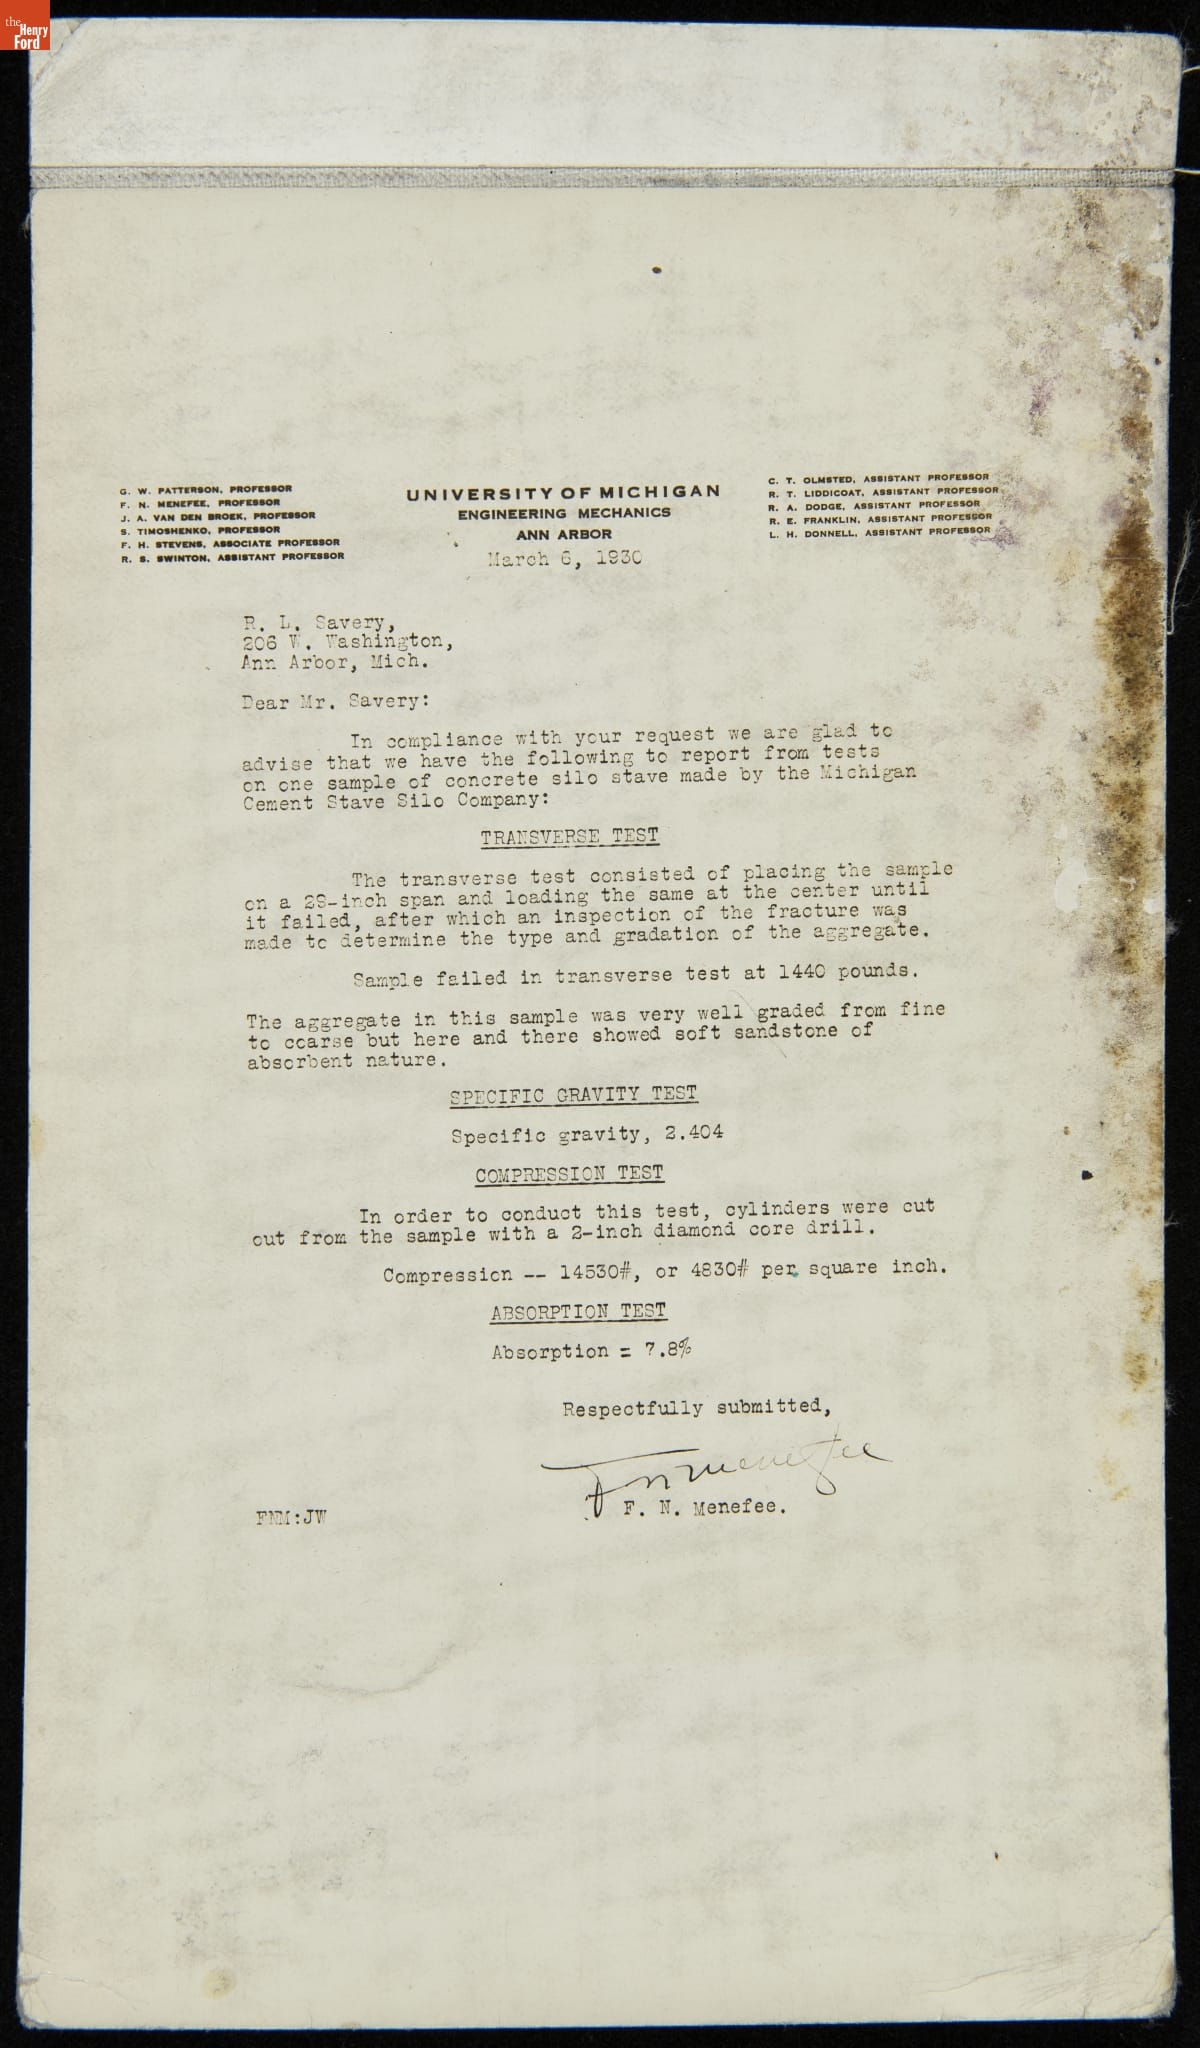 the
Henry
Ford
G. W. PATTERSON, PROFESSOR
F. N. MENEFEE, PROFESSOR
J. A. VAN DEN BROEK, PROFESSOR
S. TIMOSHENKO, PROFESSOR
F. H. STEVENS, ASSOCIATE PROFESSOR
R. S. SWINTON, ASSISTANT PROFESSOR
UNIVERSITY OF MICHIGAN
ENGINEERING MECHANICS
ANN ARBOR
March 6, 1930
C. T. OLMSTED, ASSISTANT PROFESSOR
R. T. LIDDICOAT, ASSISTANT PROFESSOR
R. A. DODGE, ASSISTANT PROFESSOR
R. E. FRANKLIN, ASSISTANT PROFESSOR
L. H. DONNELL, ASSISTANT PROFESSOR
R. L. Savery,
206 W. Washington,
Ann Arbor, Mich.
Dear Mr. Savery:
In compliance with your request we are glad to
advise that we have the following to report from tests
on one sample of concrete silo stave made by the Michigan
Cement Stave Silo Company:
TRANSVERSE TEST
The transverse test consisted of placing the sample
on a 28-inch span and loading the same at the center until
it failed, after which an inspection of the fracture was
made to determine the type and gradation of the aggregate.
Sample failed in transverse test at 1440 pounds.
The aggregate in this sample was very well graded from fine
to coarse but here and there showed soft sandstone of
absorbent nature.
SPECIFIC GRAVITY TEST
Specific gravity, 2.404
COMPRESSION TEST
In order to conduct this test, cylinders were cut
out from the sample with a 2-inch diamond core drill.
Compression -- 14530#, or 4830# per square inch.
ABSORPTION TEST
Absorption = 7.8%
Respectfully submitted,
F N Menefee
F. N. Menefee.
FNM:JW